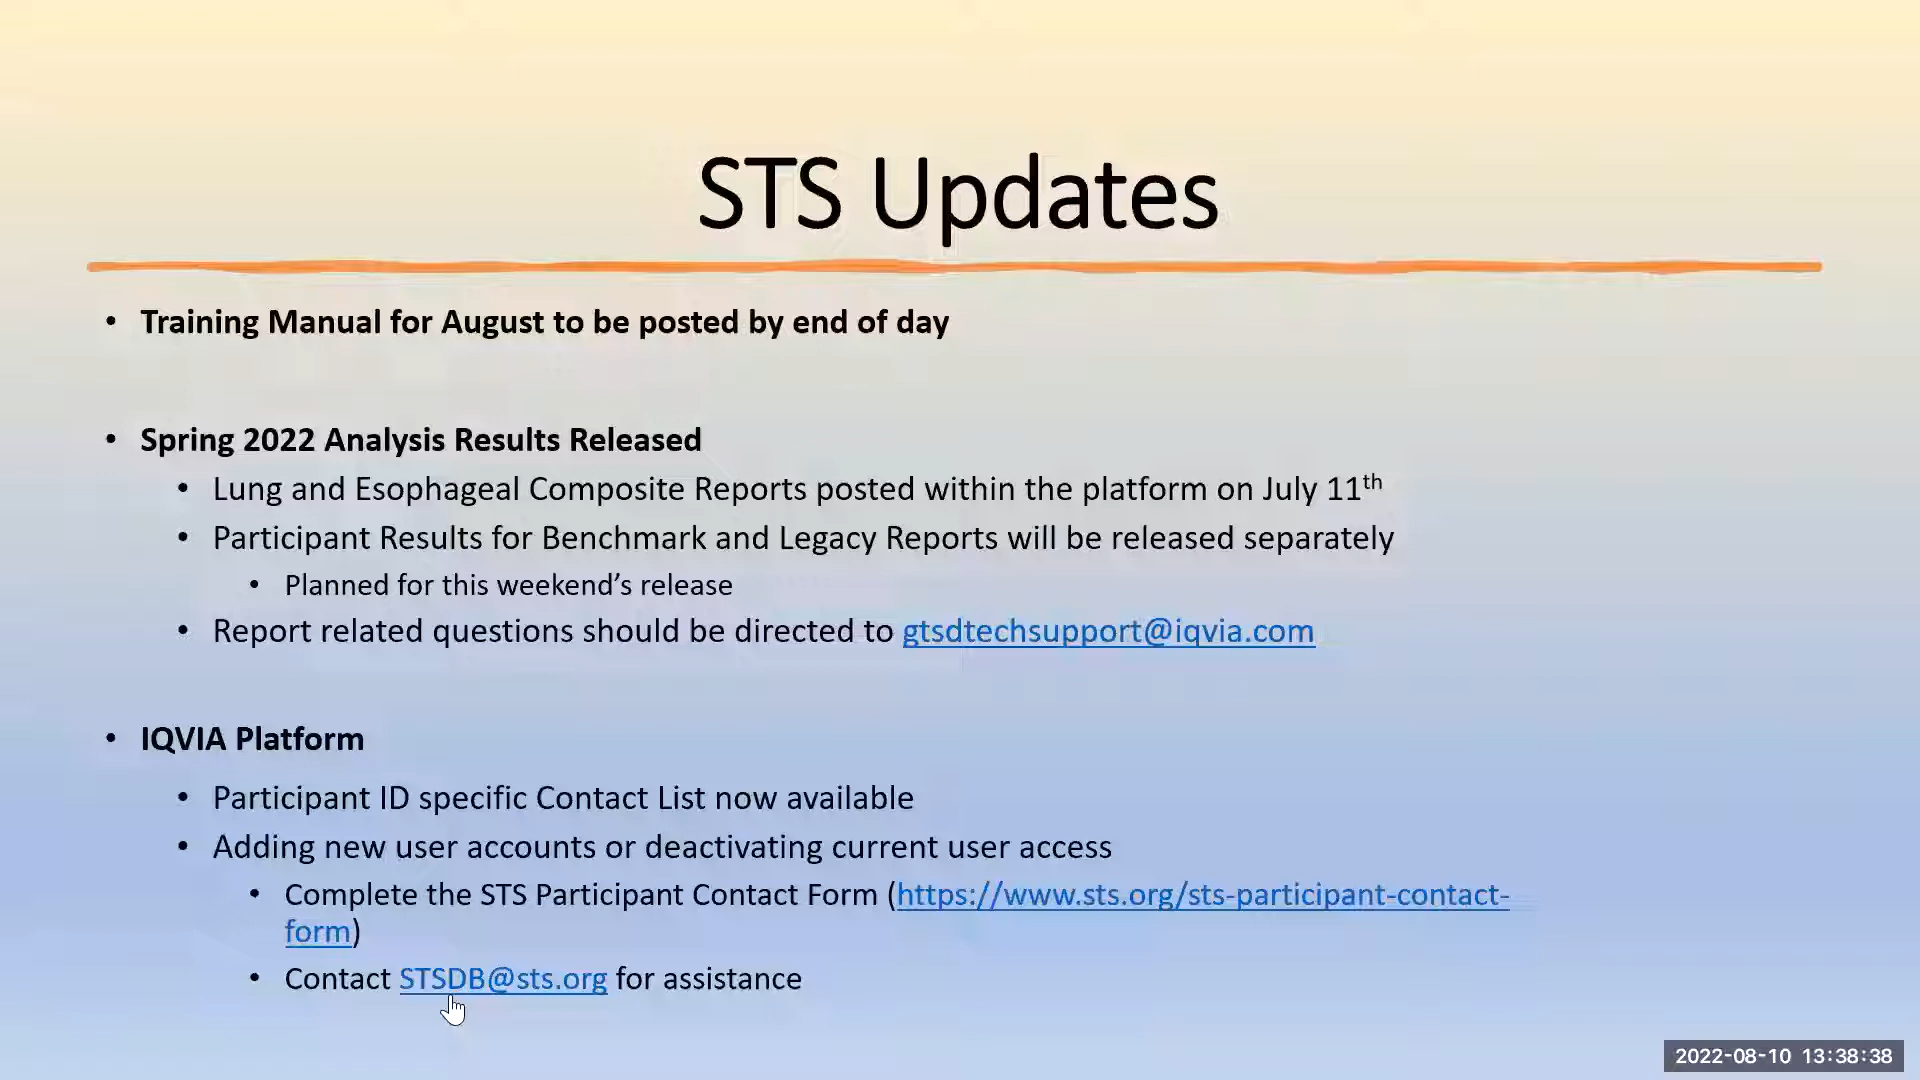 STS Updates
• Training Manual for August to be posted by end of day
• Spring 2022 Analysis Results Released
• Lung and Esophageal Composite Reports posted within the platform on July 11th
• Participant Results for Benchmark and Legacy Reports will be released separately
• Planned for this weekend’s release
• Report related questions should be directed to gtsdtechsupport@iqvia.com
• IQVIA Platform
• Participant ID specific Contact List now available
• Adding new user accounts or deactivating current user access
• Complete the STS Participant Contact Form (https://www.sts.org/sts-participant-contact-
form)
• Contact STSDB@sts.org for assistance
2022-08-10 13:38:38